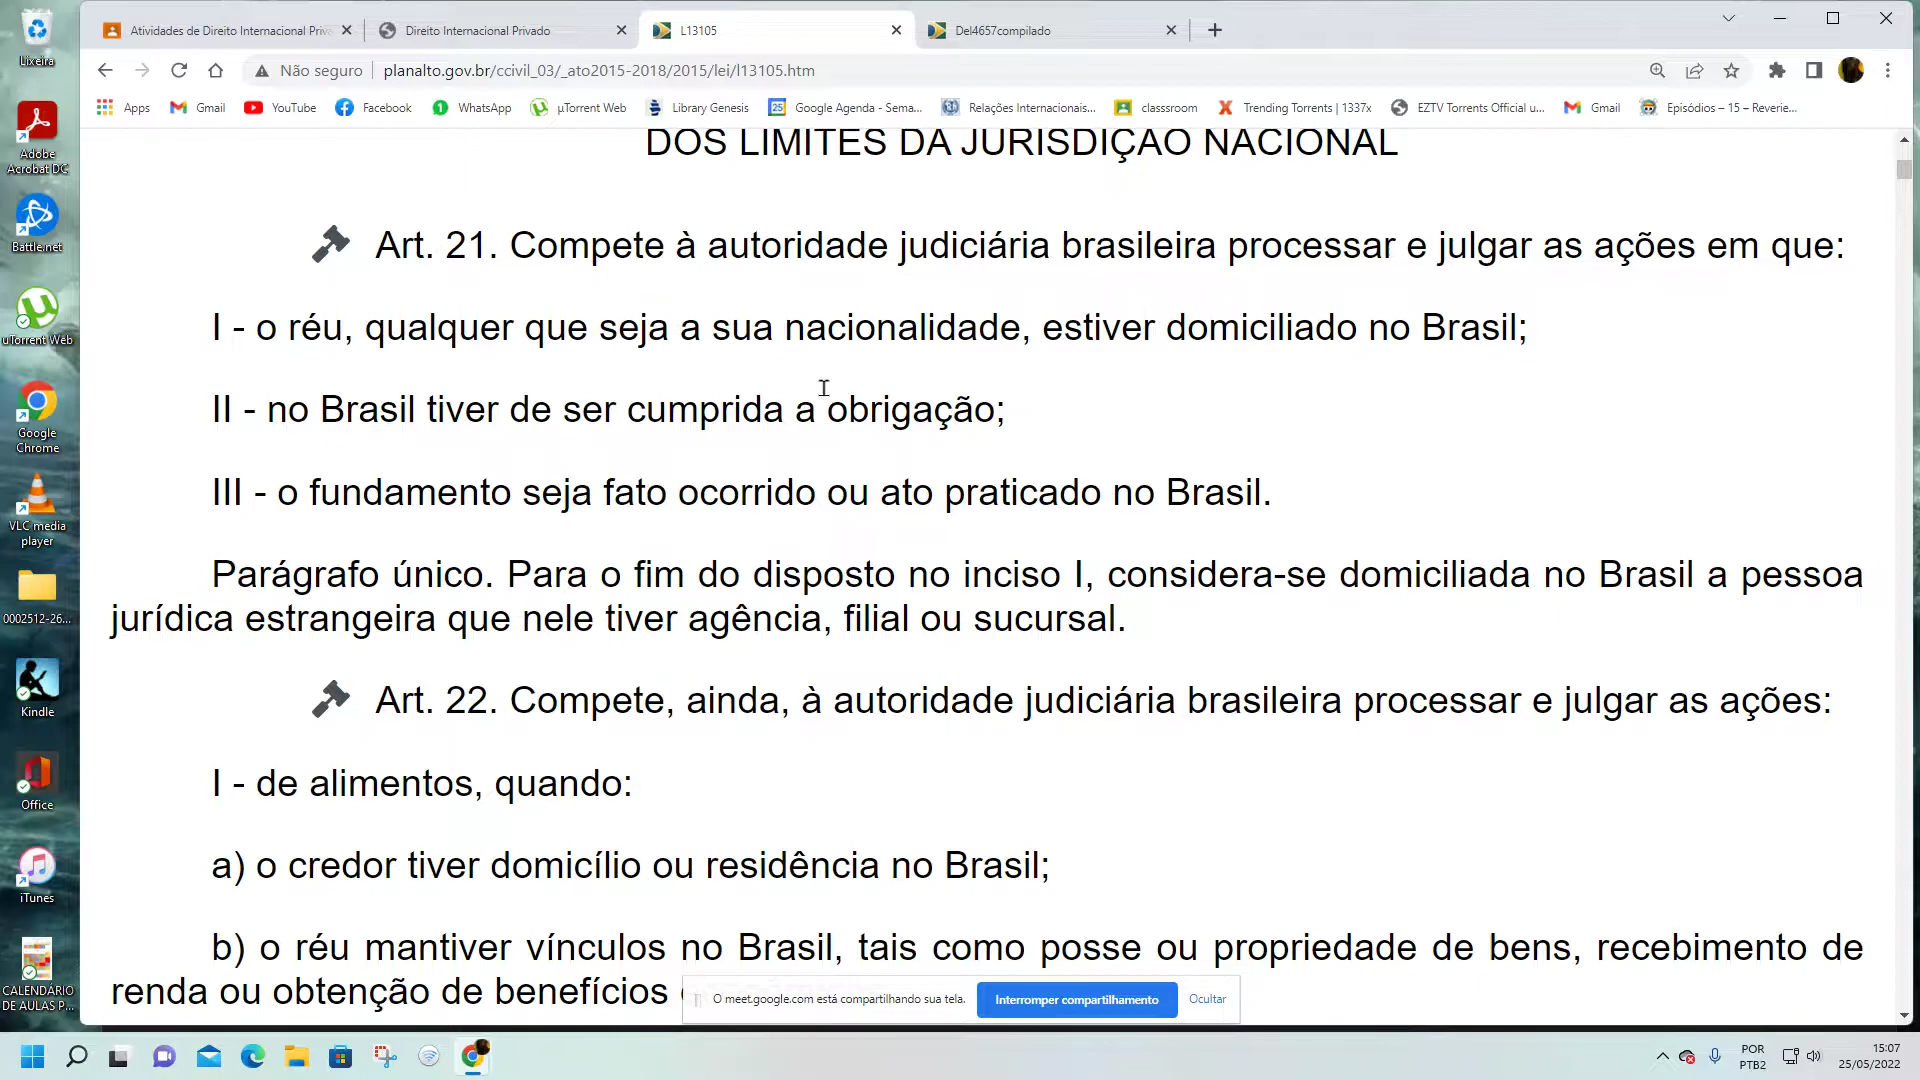 Atividades de Direito Internacional Priv
Direito Internacional Privado
L13105
Del4657compilado
Não seguro
planalto.gov.br/ccivil_03/_ato2015-2018/2015/lei/l13105.htm
Apps
Gmail
YouTube
Facebook
WhatsApp
µTorrent Web
Library Genesis
Google Agenda - Sema...
Relações Internacionais...
classsroom
Trending Torrents | 1337x
EZTV Torrents Official u...
Gmail
Episódios – 15 – Reverie...
Lixeira
Adobe
Acrobat DC
Battle.net
uTorrent Web
Google
Chrome
VLC media
player
0002512-26...
Kindle
Office
iTunes
CALENDÁRIO
DE AULAS P...
DOS LIMITES DA JURISDIÇÃO NACIONAL
Art. 21. Compete à autoridade judiciária brasileira processar e julgar as ações em que:
I - o réu, qualquer que seja a sua nacionalidade, estiver domiciliado no Brasil;
II - no Brasil tiver de ser cumprida a obrigação;
III - o fundamento seja fato ocorrido ou ato praticado no Brasil.
Parágrafo único. Para o fim do disposto no inciso I, considera-se domiciliada no Brasil a pessoa
jurídica estrangeira que nele tiver agência, filial ou sucursal.
Art. 22. Compete, ainda, à autoridade judiciária brasileira processar e julgar as ações:
I - de alimentos, quando:
a) o credor tiver domicílio ou residência no Brasil;
b) o réu mantiver vínculos no Brasil, tais como posse ou propriedade de bens, recebimento de
renda ou obtenção de benefícios
O meet.google.com está compartilhando sua tela.
Interromper compartilhamento
Ocultar
POR
PTB2
15:07
25/05/2022